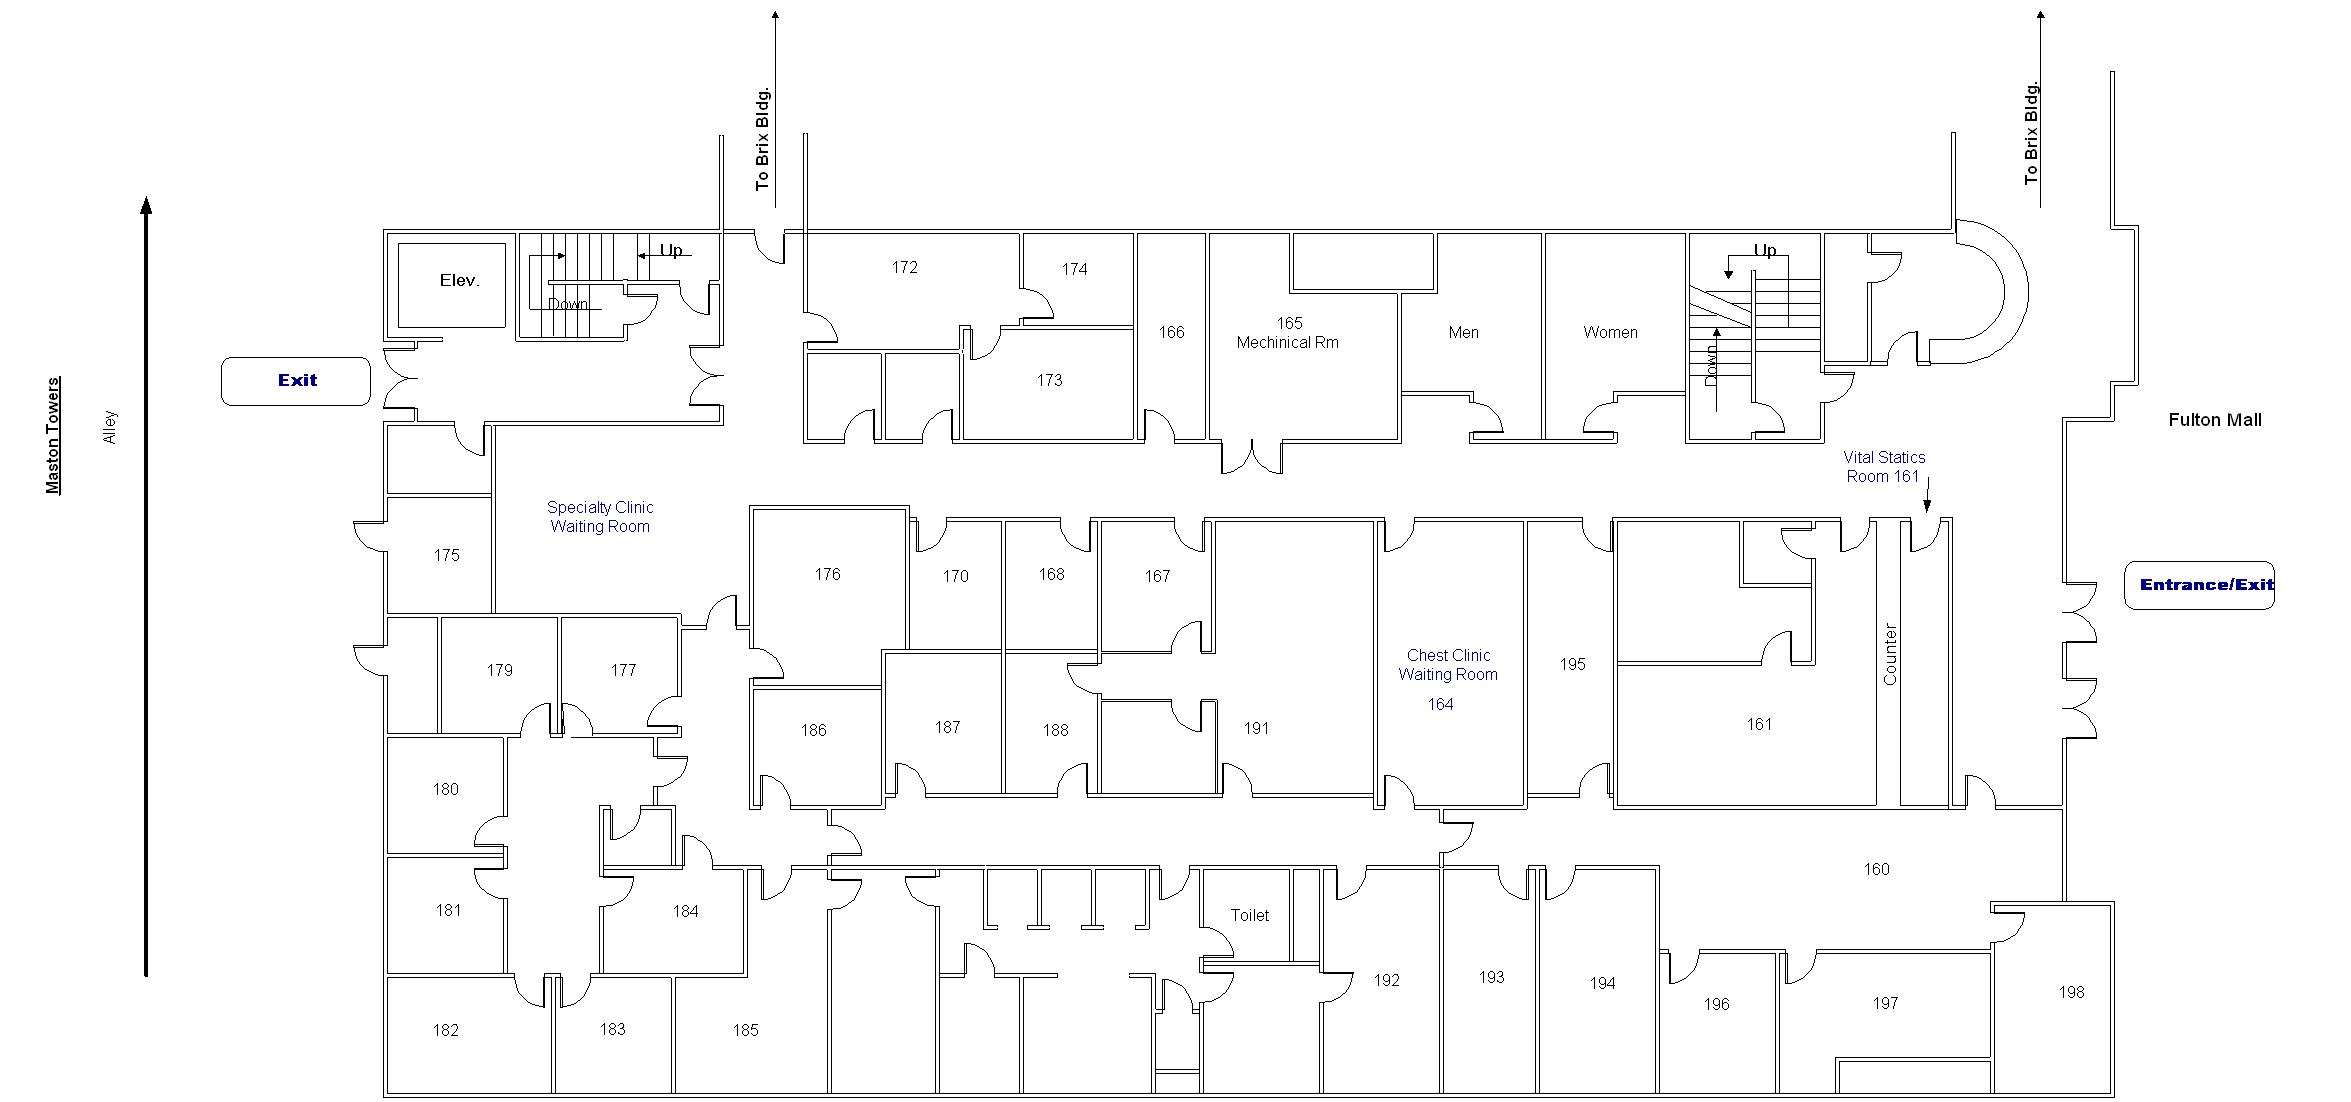 To Brix Bldg.
To Brix Bldg.
Elev.
Up
Down
172
174
166
165
Mechinical Rm
Men
Women
Up
Down
173
Exit
Maston Towers
Alley
Fulton Mall
Vital Statics
Room 161
Specialty Clinic
Waiting Room
175
176
170
168
167
Entrance/Exit
Chest Clinic
Waiting Room
164
195
Counter
161
179
177
186
187
188
191
180
181
184
160
Toilet
192
193
194
196
197
198
182
183
185